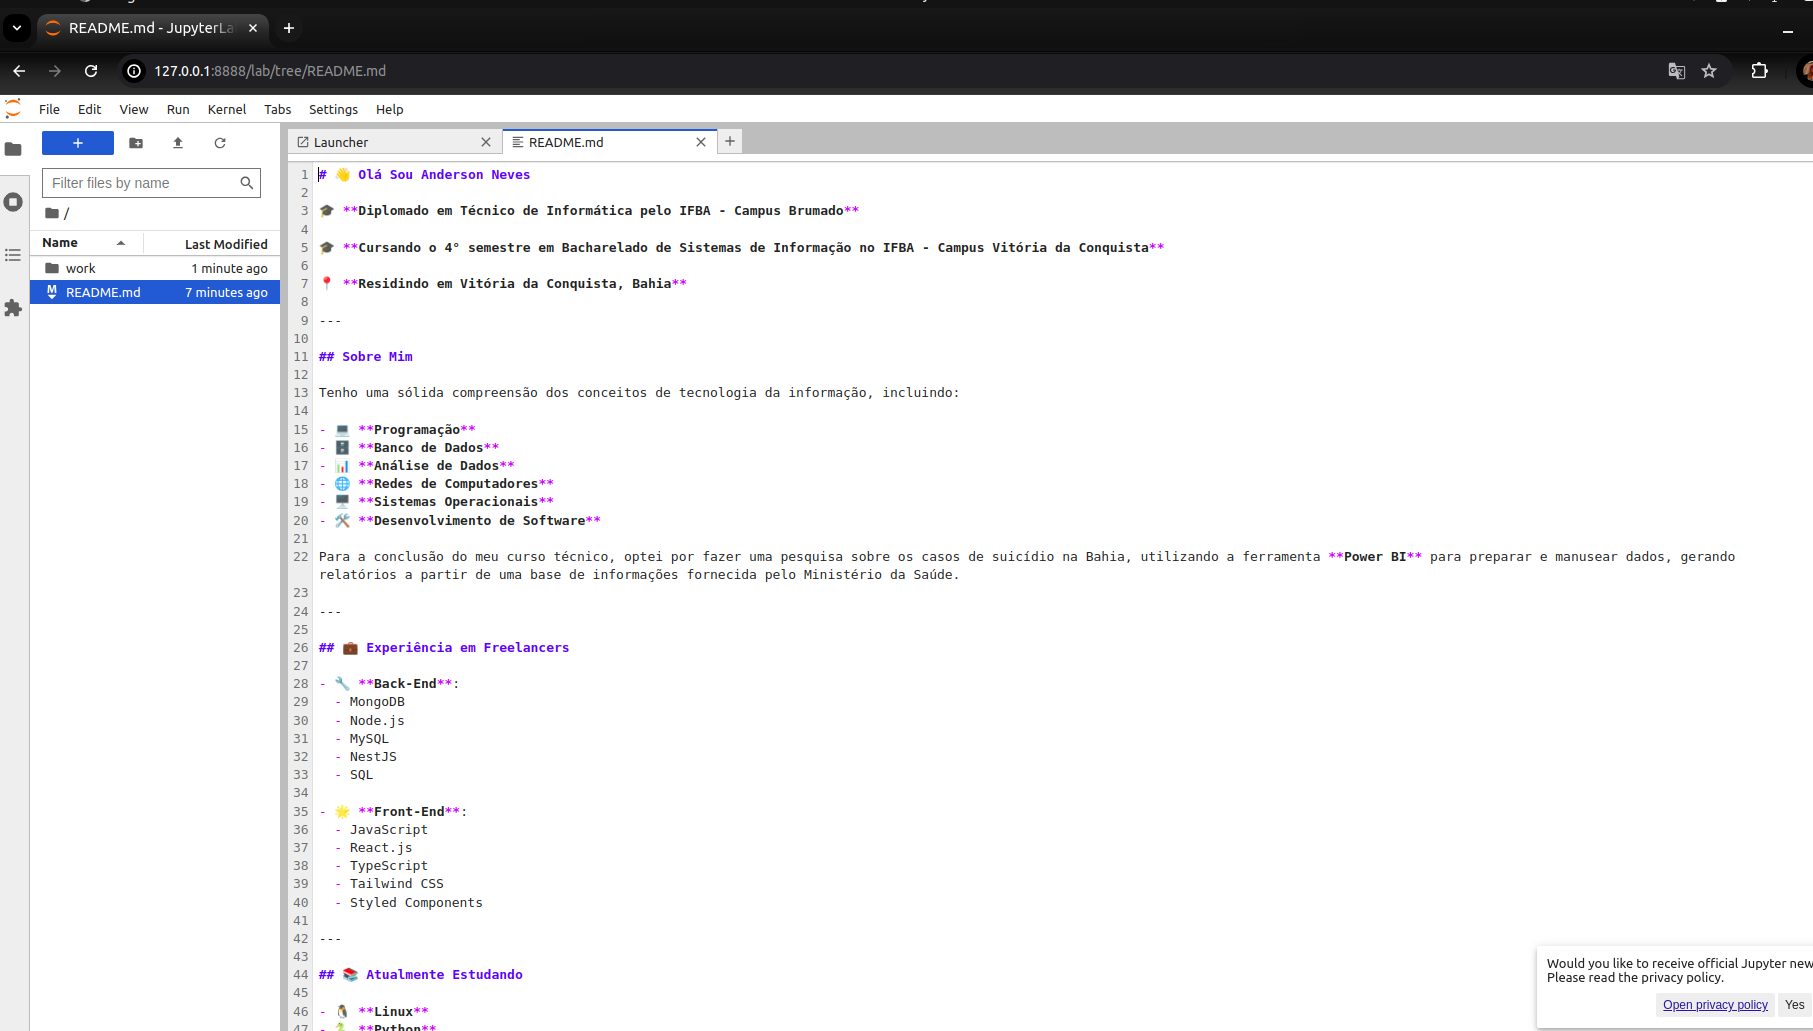 README.md - JupyterLa
127.0.0.1:8888/lab/tree/README.md
File Edit View Run Kernel Tabs Settings Help
Launcher
README.md
Filter files by name
/
Name Last Modified
work 1 minute ago
README.md 7 minutes ago
1 # 👋 Olá Sou Anderson Neves
2
3 🎓 **Diplomado em Técnico de Informática pelo IFBA - Campus Brumado**
4
5 🎓 **Cursando o 4° semestre em Bacharelado de Sistemas de Informação no IFBA - Campus Vitória da Conquista**
6
7 📍 **Residindo em Vitória da Conquista, Bahia**
8
9 ---
10
11 ## Sobre Mim
12
13 Tenho uma sólida compreensão dos conceitos de tecnologia da informação, incluindo:
14
15 - 💻 **Programação**
16 - 🗄️ **Banco de Dados**
17 - 📊 **Análise de Dados**
18 - 🌐 **Redes de Computadores**
19 - 🖥️ **Sistemas Operacionais**
20 - 🛠️ **Desenvolvimento de Software**
21
22 Para a conclusão do meu curso técnico, optei por fazer uma pesquisa sobre os casos de suicídio na Bahia, utilizando a ferramenta **Power BI** para preparar e manusear dados, gerando
relatórios a partir de uma base de informações fornecida pelo Ministério da Saúde.
23
24 ---
25
26 ## 💼 Experiência em Freelancers
27
28 - 🔧 **Back-End**:
29 - MongoDB
30 - Node.js
31 - MySQL
32 - NestJS
33 - SQL
34
35 - 🌟 **Front-End**:
36 - JavaScript
37 - React.js
38 - TypeScript
39 - Tailwind CSS
40 - Styled Components
41
42 ---
43
44 ## 📚 Atualmente Estudando
45
46 - 🐧 **Linux**
47 - 🐍 **Python**
Would you like to receive official Jupyter new
Please read the privacy policy.
Open privacy policy Yes